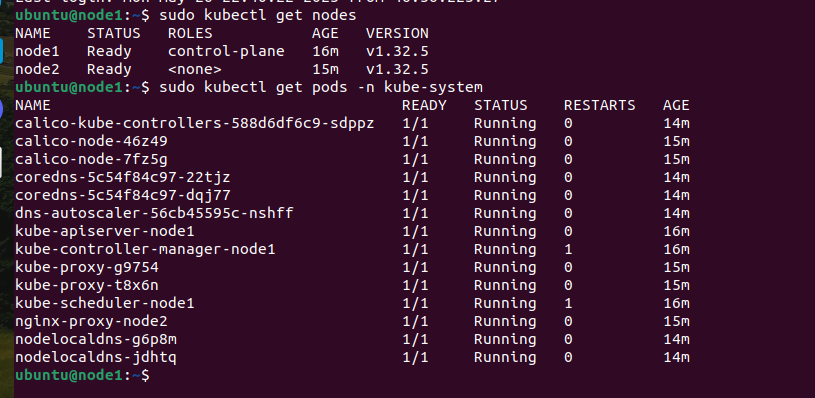 ubuntu@node1:~$ sudo kubectl get nodes
NAME STATUS ROLES AGE VERSION
node1 Ready control-plane 16m v1.32.5
node2 Ready <none> 15m v1.32.5
ubuntu@node1:~$ sudo kubectl get pods -n kube-system
NAME READY STATUS RESTARTS AGE
calico-kube-controllers-588d6df6c9-sdppz 1/1 Running 0 14m
calico-node-46z49 1/1 Running 0 15m
calico-node-7fz5g 1/1 Running 0 15m
coredns-5c54f84c97-22tjz 1/1 Running 0 14m
coredns-5c54f84c97-dqj77 1/1 Running 0 14m
dns-autoscaler-56cb45595c-nshff 1/1 Running 0 14m
kube-apiserver-node1 1/1 Running 0 16m
kube-controller-manager-node1 1/1 Running 1 16m
kube-proxy-g9754 1/1 Running 0 15m
kube-proxy-t8x6n 1/1 Running 0 15m
kube-scheduler-node1 1/1 Running 1 16m
nginx-proxy-node2 1/1 Running 0 15m
nodelocaldns-g6p8m 1/1 Running 0 14m
nodelocaldns-jdhtq 1/1 Running 0 14m
ubuntu@node1:~$